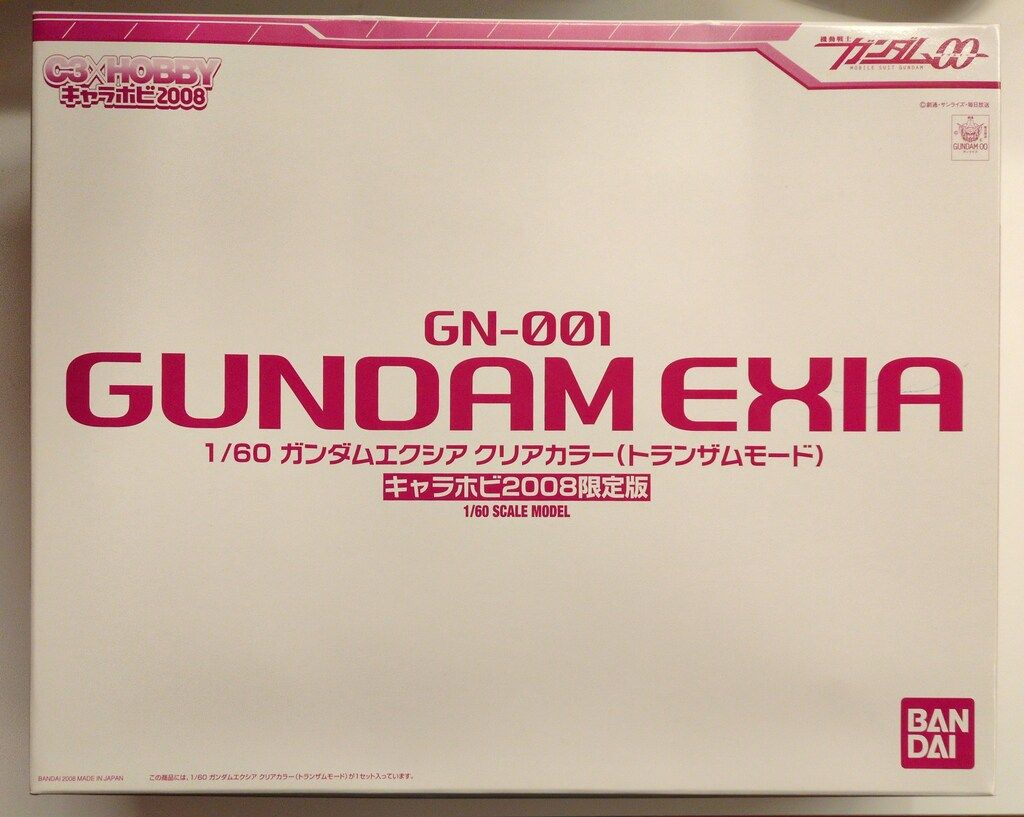 C3×HOBBY
キャラホビ2008
機動戦士
ガンダム00
MOBILE SUIT GUNDAM
©創通・サンライズ・毎日放送
GUNDAM 00
GN-001
GUNDAM EXIA
1/60 ガンダムエクシア クリアカラー(トランザムモード)
キャラホビ2008限定版
1/60 SCALE MODEL
BAN
DAI
BANDAI 2008 MADE IN JAPAN
この商品には、1/60 ガンダムエクシア クリアカラー(トランザムモード)が1セット入っています。